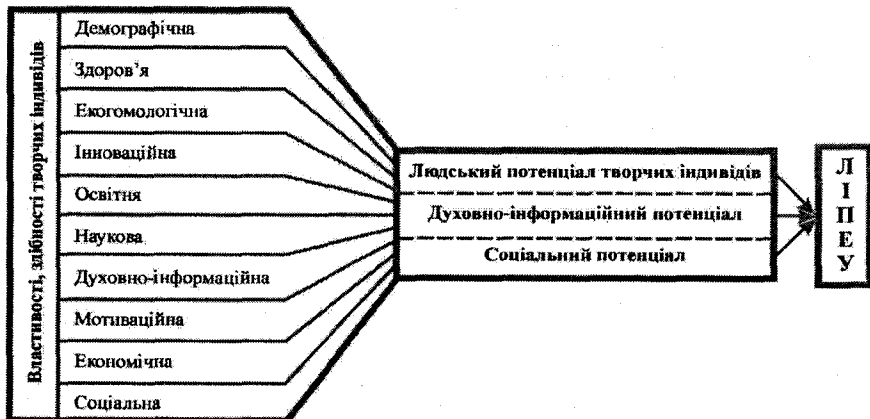 Властивості, здібності творчих індивідів
Демографічна
Здоров’я
Екогомологічна
Інноваційна
Освітня
Наукова
Духовно-інформаційна
Мотиваційна
Економічна
Соціальна
Людський потенціал творчих індивідів
Духовно-інформаційний потенціал
Соціальний потенціал
ЛІПЕУ